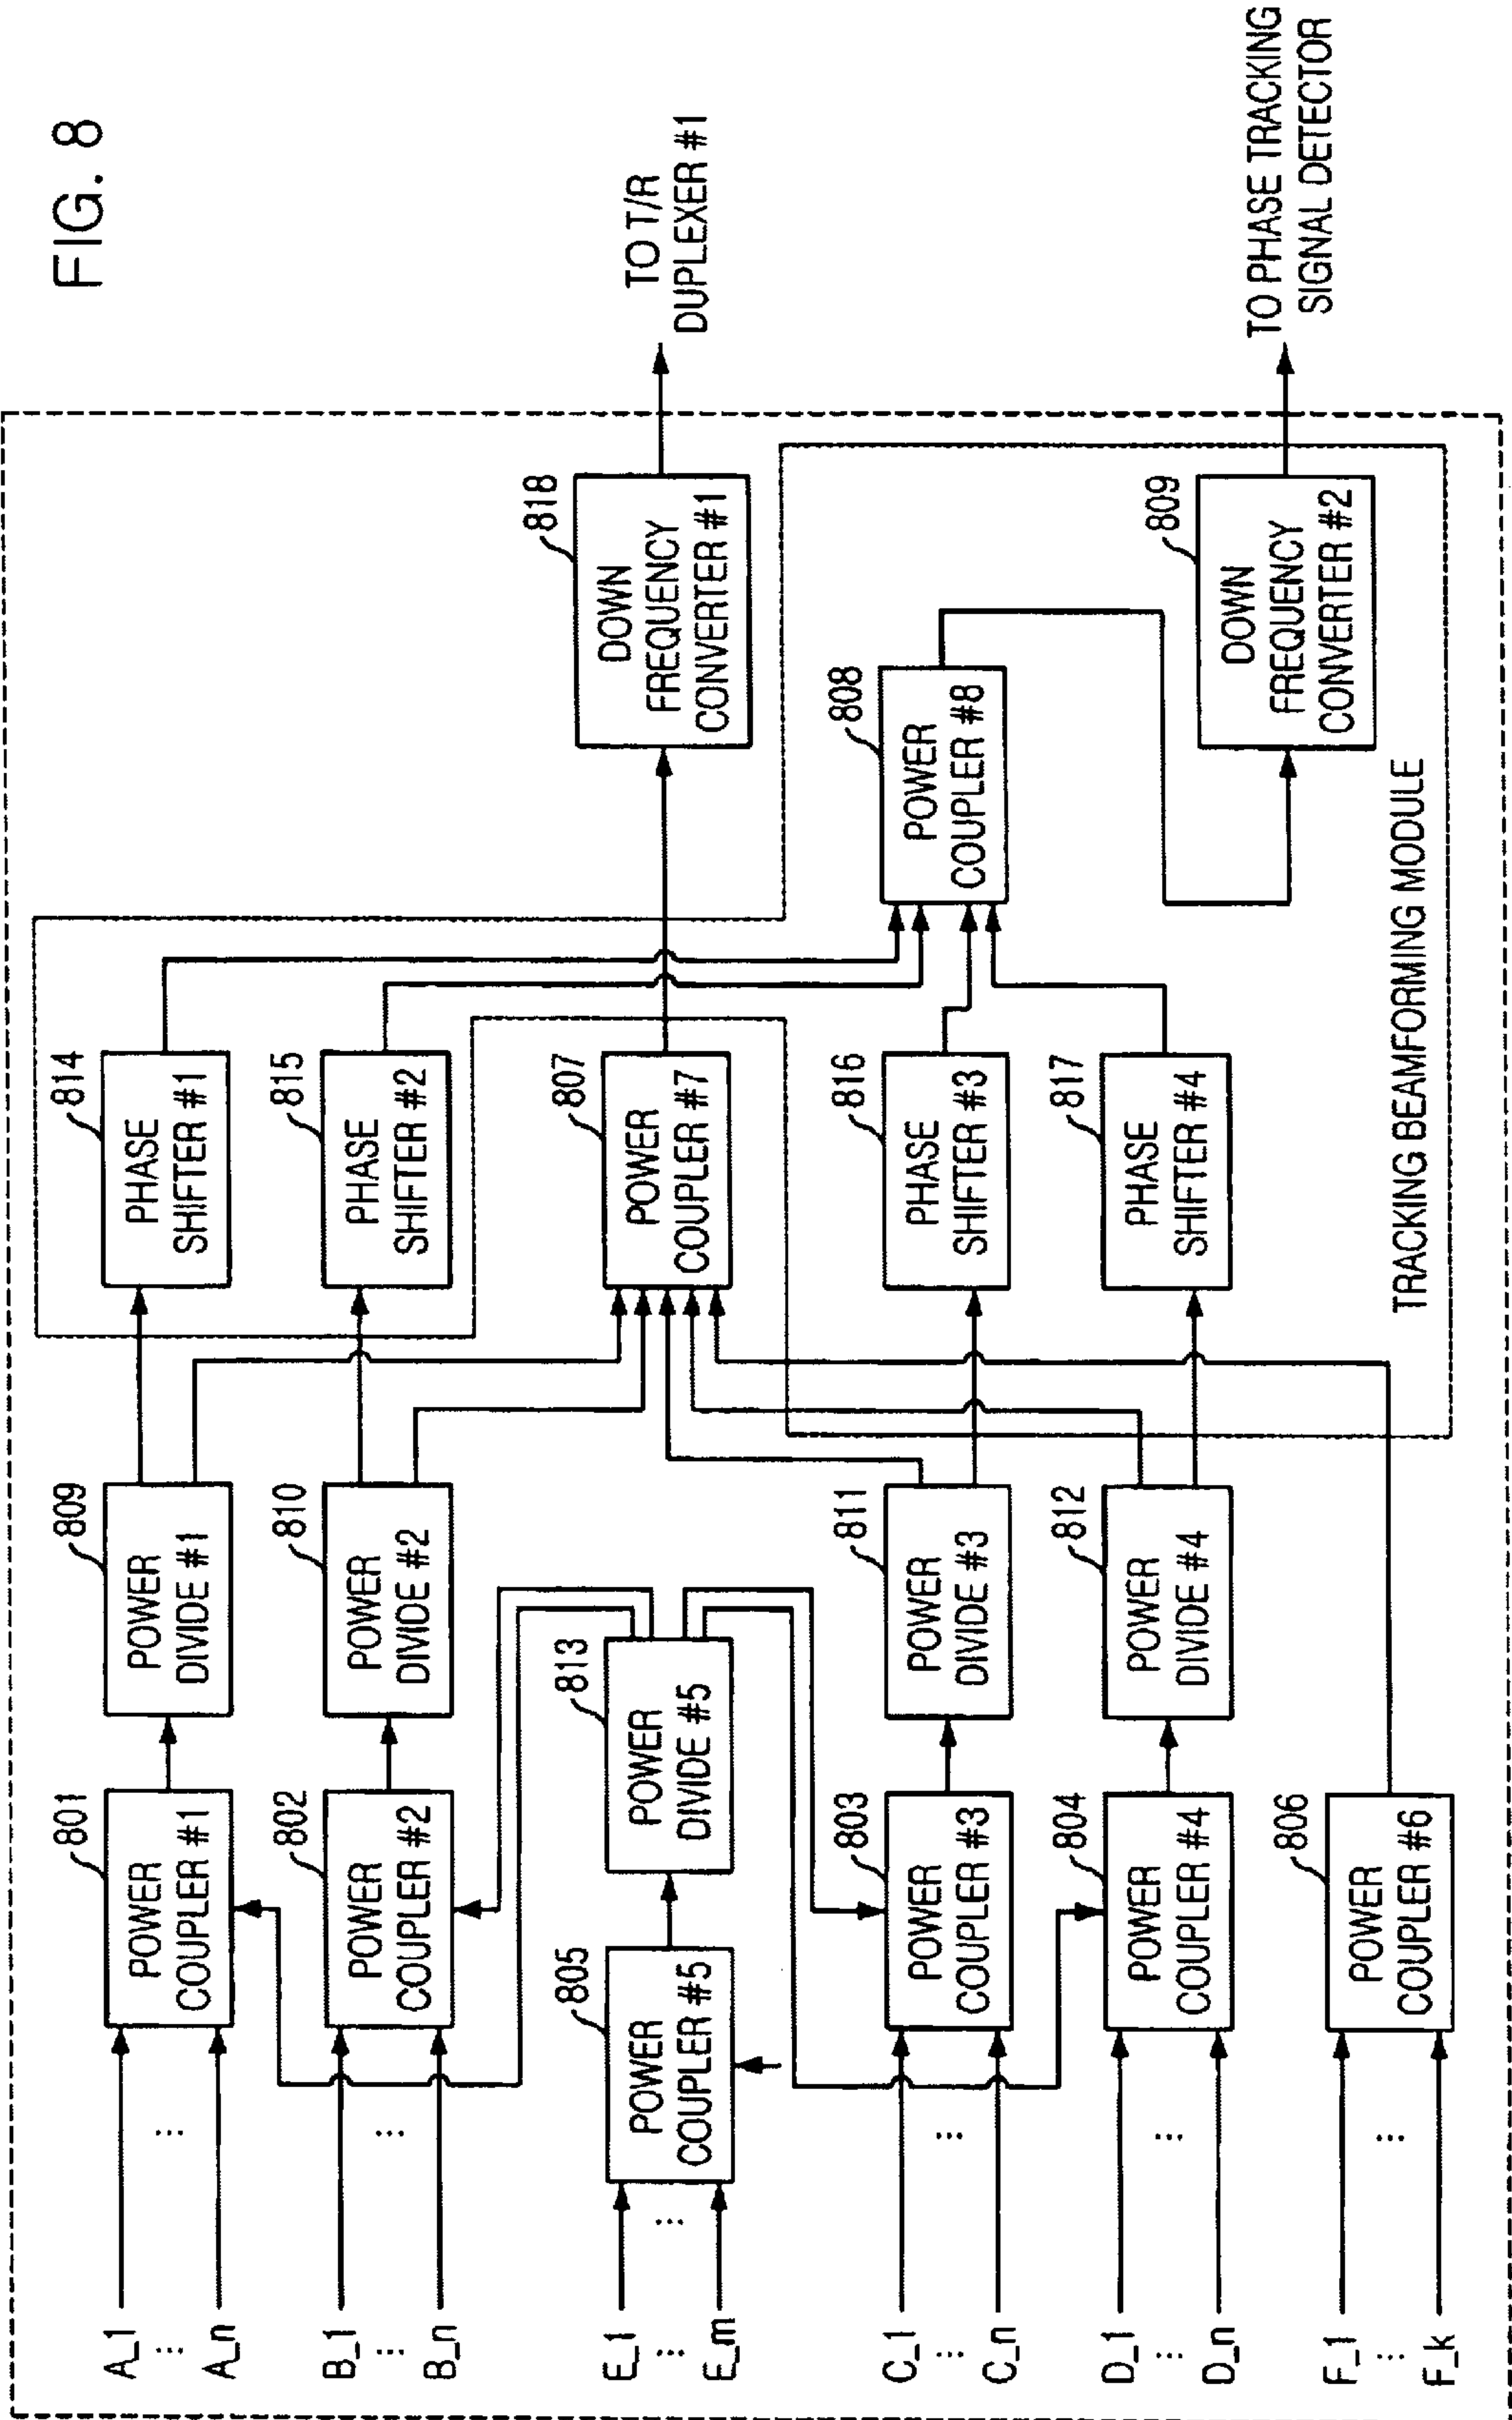 FIG. 8
A_1
⋮
A_n
B_1
⋮
B_n
E_1
⋮
E_m
C_1
⋮
C_n
D_1
⋮
D_n
F_1
⋮
F_k
801
POWER
COUPLER #1
802
POWER
COUPLER #2
805
POWER
COUPLER #5
803
POWER
COUPLER #3
804
POWER
COUPLER #4
806
POWER
COUPLER #6
809
POWER
DIVIDE #1
810
POWER
DIVIDE #2
813
POWER
DIVIDE #5
811
POWER
DIVIDE #3
812
POWER
DIVIDE #4
814
PHASE
SHIFTER #1
815
PHASE
SHIFTER #2
807
POWER
COUPLER #7
816
PHASE
SHIFTER #3
817
PHASE
SHIFTER #4
808
POWER
COUPLER #8
818
DOWN
FREQUENCY
CONVERTER #1
809
DOWN
FREQUENCY
CONVERTER #2
TRACKING BEAMFORMING MODULE
TO T/R
DUPLEXER #1
TO PHASE TRACKING
SIGNAL DETECTOR